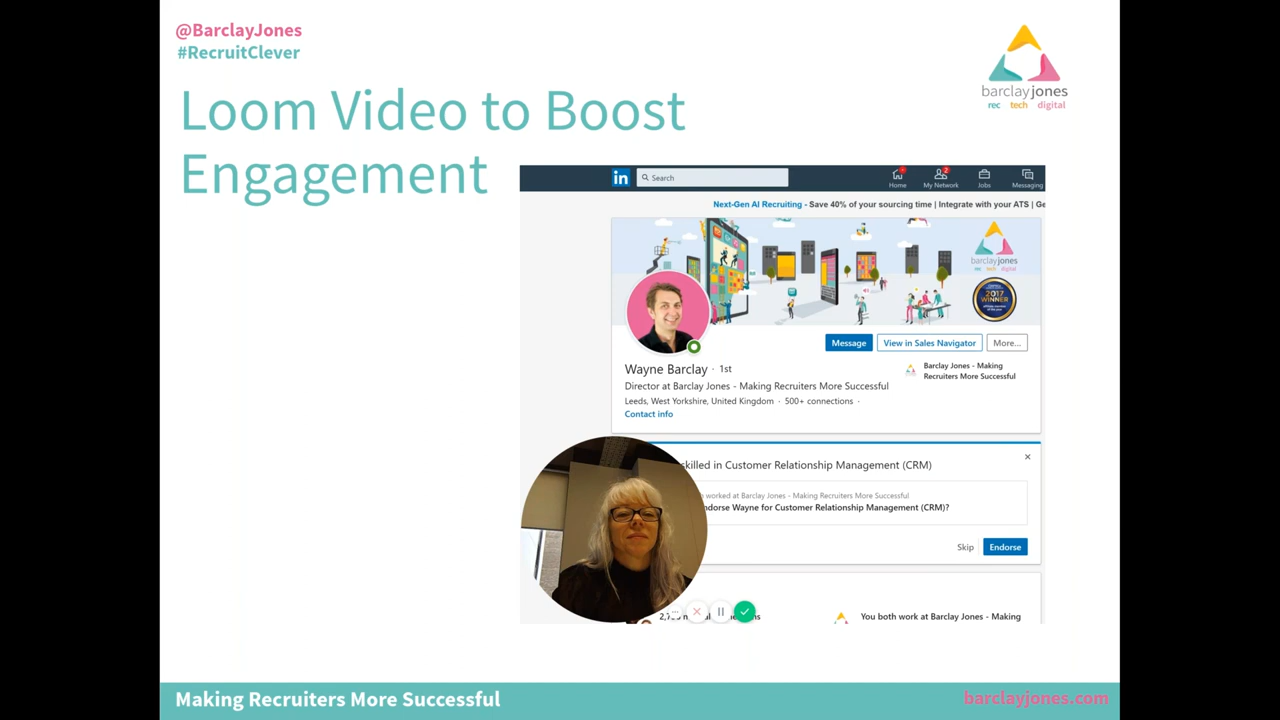 @BarclayJones
#RecruitClever
barclayjones
rec tech digital
Loom Video to Boost
Engagement
in
Search
Home
My Network
2
Jobs
Messaging
Next-Gen AI Recruiting - Save 40% of your sourcing time | Integrate with your ATS | Ge
barclayjones
rec tech digital
2017
WINNER
Message
View in Sales Navigator
More...
Wayne Barclay · 1st
Barclay Jones - Making
Recruiters More Successful
Director at Barclay Jones - Making Recruiters More Successful
Leeds, West Yorkshire, United Kingdom · 500+ connections ·
Contact info
skilled in Customer Relationship Management (CRM)
worked at Barclay Jones - Making Recruiters More Successful
ndorse Wayne for Customer Relationship Management (CRM)?
Skip
Endorse
You both work at Barclay Jones - Making
Making Recruiters More Successful
barclayjones.com